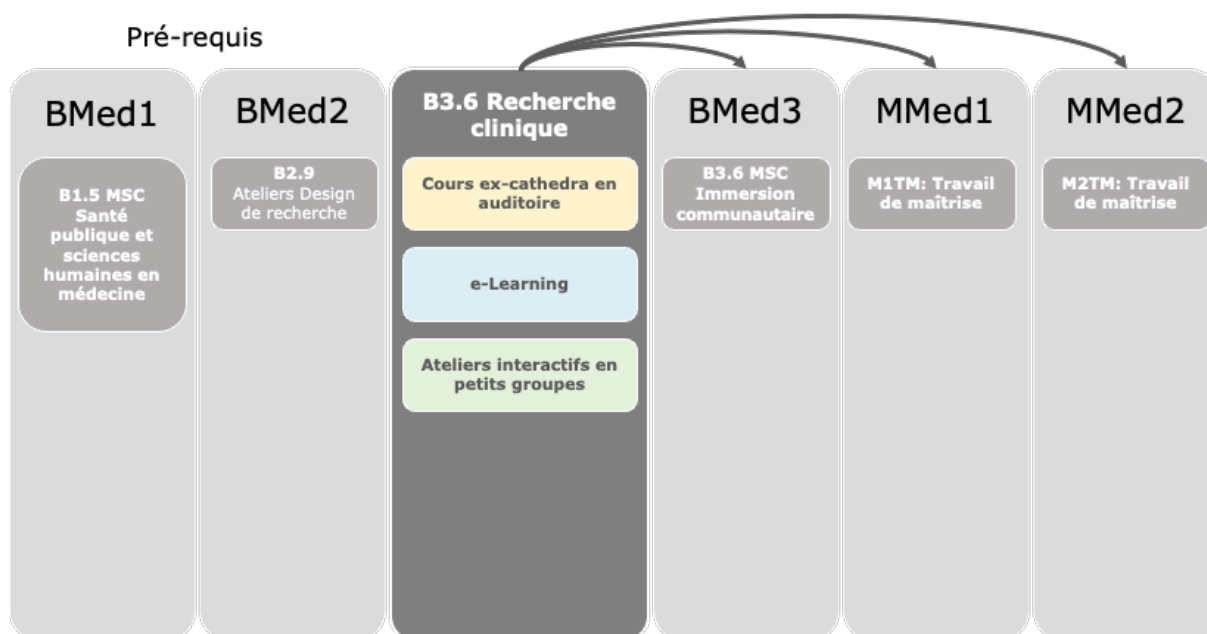 Pré-requis
BMed1
B1.5 MSC
Santé
publique et
sciences
humaines en
médecine
BMed2
B2.9
Ateliers Design
de recherche
B3.6 Recherche
clinique
Cours ex-cathedra en
auditoire
e-Learning
Ateliers interactifs en
petits groupes
BMed3
B3.6 MSC
Immersion
communautaire
MMed1
M1TM: Travail
de maîtrise
MMed2
M2TM: Travail
de maîtrise